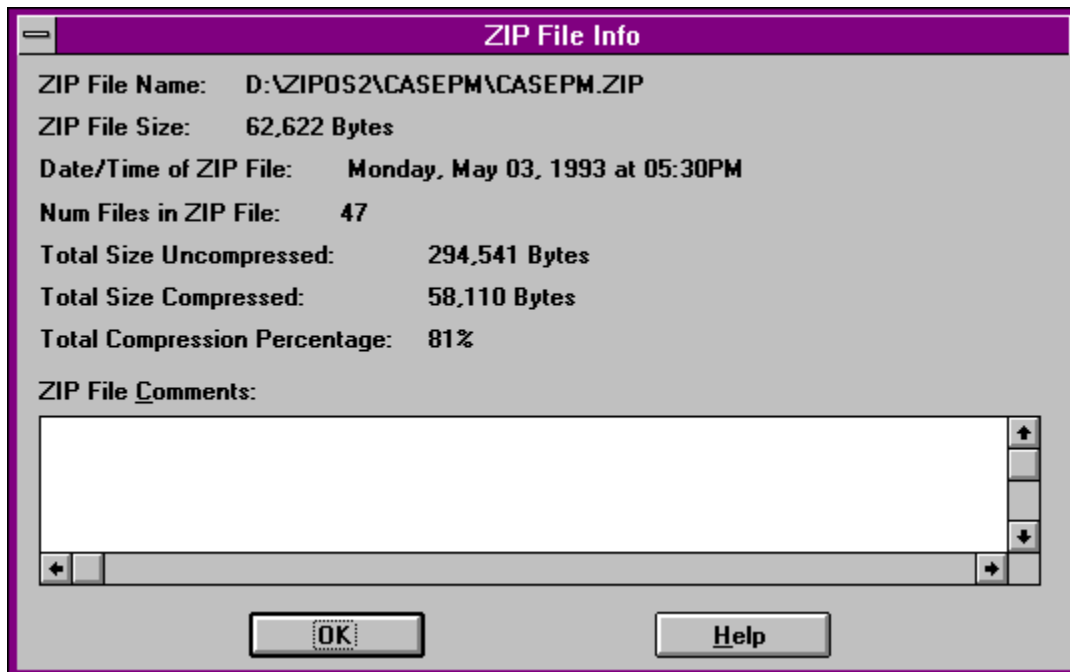 ZIP File Info
ZIP File Name: D:\ZIPOS2\CASEPM\CASEPM.ZIP
ZIP File Size: 62,622 Bytes
Date/Time of ZIP File: Monday, May 03, 1993 at 05:30PM
Num Files in ZIP File: 47
Total Size Uncompressed: 294,541 Bytes
Total Size Compressed: 58,110 Bytes
Total Compression Percentage: 81%
ZIP File Comments:
OK Help